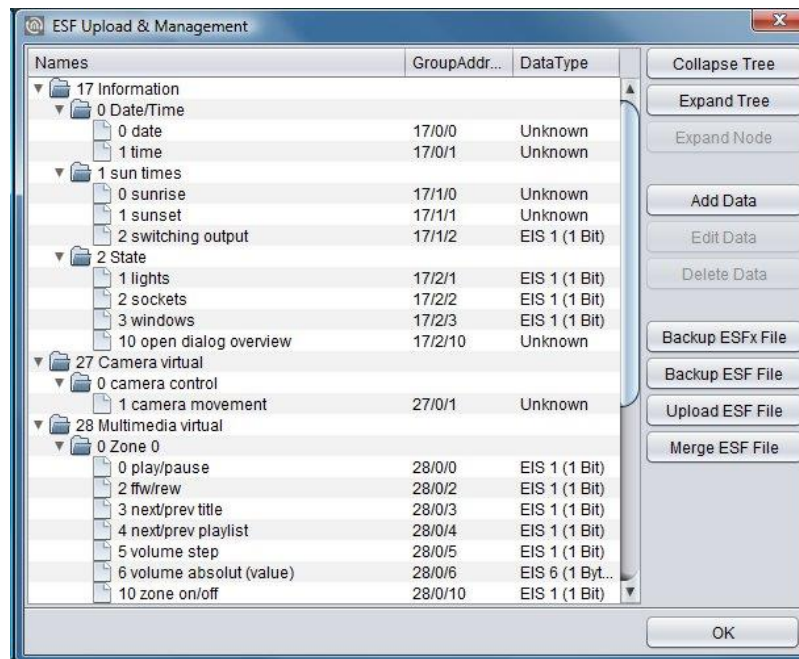 ESF Upload & Management
Names GroupAddr... DataType
17 Information
0 Date/Time
0 date 17/0/0 Unknown
1 time 17/0/1 Unknown
1 sun times
0 sunrise 17/1/0 Unknown
1 sunset 17/1/1 Unknown
2 switching output 17/1/2 EIS 1 (1 Bit)
2 State
1 lights 17/2/1 EIS 1 (1 Bit)
2 sockets 17/2/2 EIS 1 (1 Bit)
3 windows 17/2/3 EIS 1 (1 Bit)
10 open dialog overview 17/2/10 Unknown
27 Camera virtual
0 camera control
1 camera movement 27/0/1 Unknown
28 Multimedia virtual
0 Zone 0
0 play/pause 28/0/0 EIS 1 (1 Bit)
2 ffw/rew 28/0/2 EIS 1 (1 Bit)
3 next/prev title 28/0/3 EIS 1 (1 Bit)
4 next/prev playlist 28/0/4 EIS 1 (1 Bit)
5 volume step 28/0/5 EIS 1 (1 Bit)
6 volume absolut (value) 28/0/6 EIS 6 (1 Byt...
10 zone on/off 28/0/10 EIS 1 (1 Bit)
Collapse Tree
Expand Tree
Expand Node
Add Data
Edit Data
Delete Data
Backup ESFx File
Backup ESF File
Upload ESF File
Merge ESF File
OK